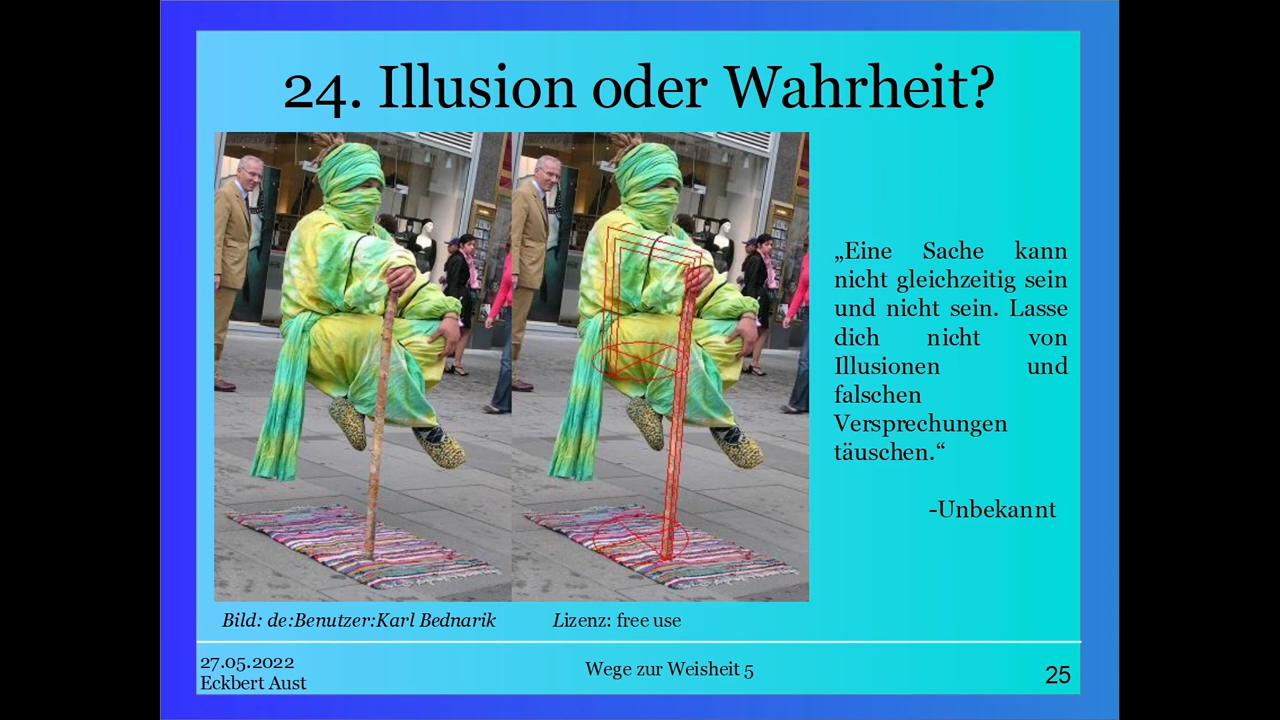 24. Illusion oder Wahrheit?
„Eine Sache kann
nicht gleichzeitig sein
und nicht sein. Lasse
dich nicht von
Illusionen und
falschen
Versprechungen
täuschen.“
-Unbekannt
Bild: de:Benutzer:Karl Bednarik Lizenz: free use
27.05.2022
Eckbert Aust
Wege zur Weisheit 5
25